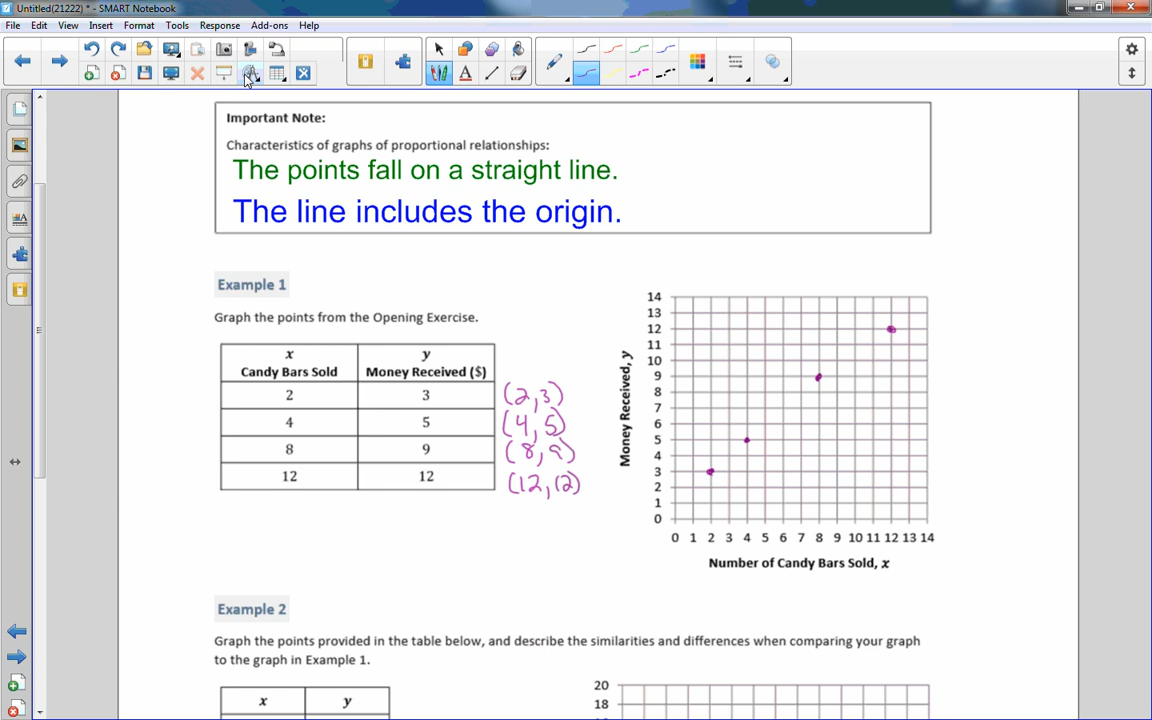 Untitled(21222) * - SMART Notebook
File Edit View Insert Format Tools Response Add-ons Help
Important Note:
Characteristics of graphs of proportional relationships:
The points fall on a straight line.
The line includes the origin.
Example 1
Graph the points from the Opening Exercise.
x y
Candy Bars Sold Money Received ($)
2 3 (2,3)
4 5 (4,5)
8 9 (8,9)
12 12 (12,12)
Money Received, y
14
13
12
11
10
9
8
7
6
5
4
3
2
1
0
0 1 2 3 4 5 6 7 8 9 10 11 12 13 14
Number of Candy Bars Sold, x
Example 2
Graph the points provided in the table below, and describe the similarities and differences when comparing your graph
to the graph in Example 1.
x y
20
18